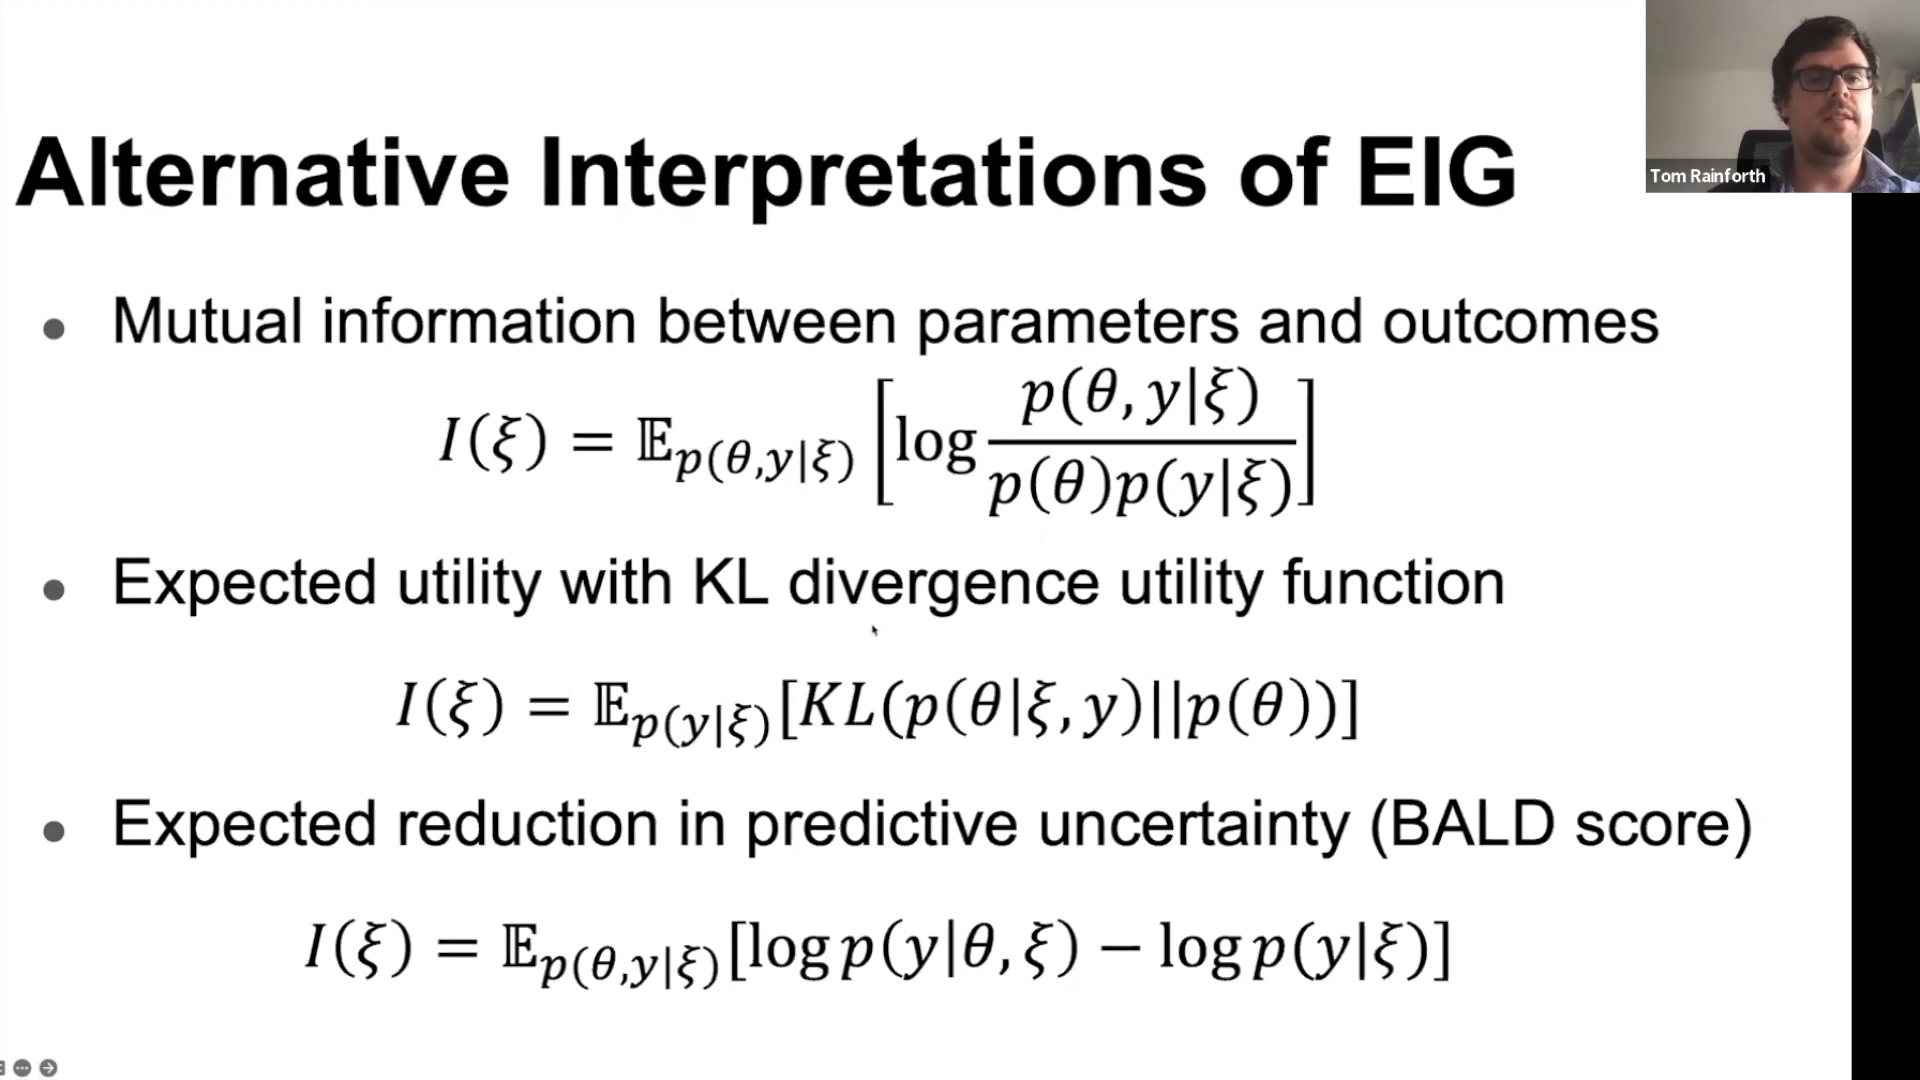 Tom Rainforth
Alternative Interpretations of EIG
• Mutual information between parameters and outcomes
I(ξ) = 𝔼_{p(θ,y|ξ)} [log \frac{p(θ, y|ξ)}{p(θ)p(y|ξ)}]
• Expected utility with KL divergence utility function
I(ξ) = 𝔼_{p(y|ξ)}[KL(p(θ|ξ, y)||p(θ))]
• Expected reduction in predictive uncertainty (BALD score)
I(ξ) = 𝔼_{p(θ,y|ξ)}[log p(y|θ, ξ) − log p(y|ξ)]